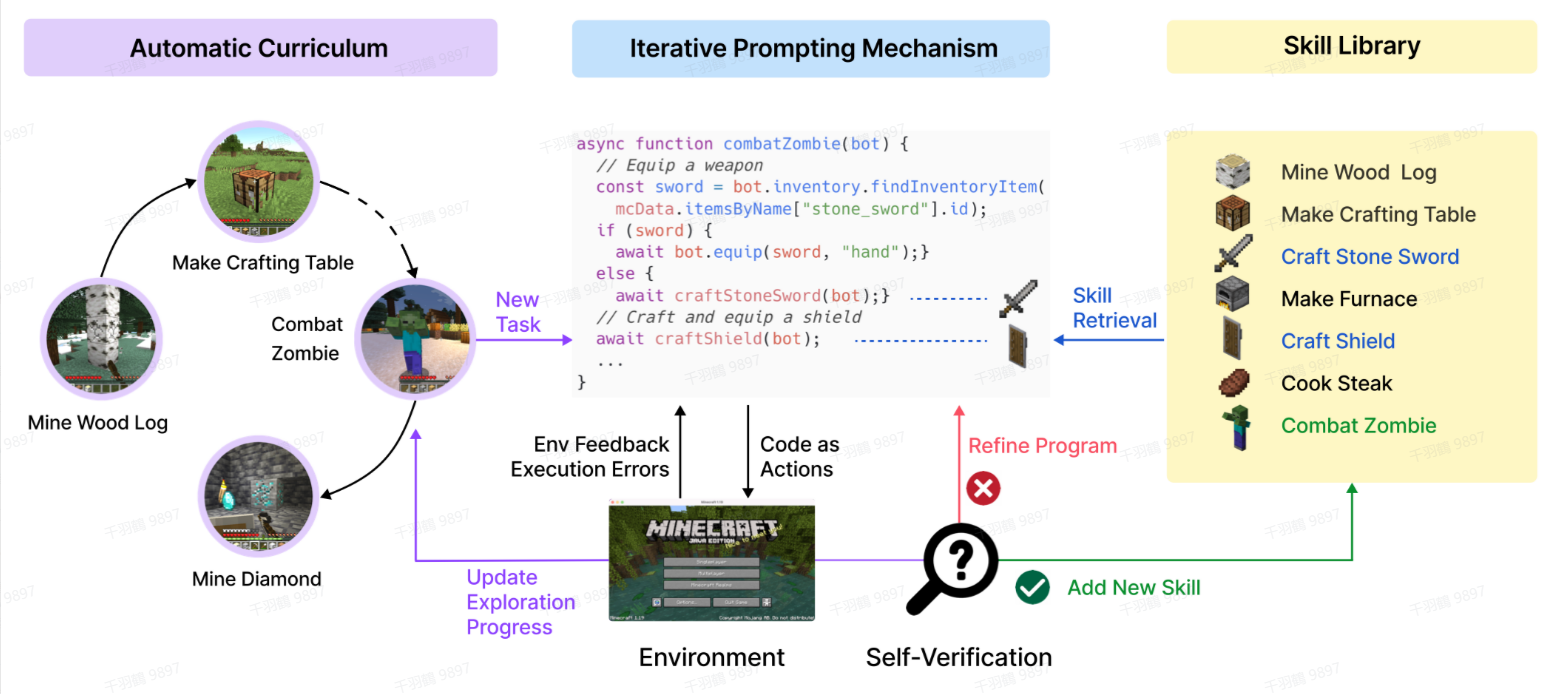 Automatic Curriculum
Iterative Prompting Mechanism
Skill Library
Make Crafting Table
Mine Wood Log
Combat
Zombie
Mine Diamond
New
Task
async function combatZombie(bot) {
// Equip a weapon
const sword = bot.inventory.findInventoryItem(
mcData.itemsByName["stone_sword"].id);
if (sword) {
await bot.equip(sword, "hand");}
else {
await craftStoneSword(bot);}
// Craft and equip a shield
await craftShield(bot);
...
}
Skill
Retrieval
Mine Wood Log
Make Crafting Table
Craft Stone Sword
Make Furnace
Craft Shield
Cook Steak
Combat Zombie
Env Feedback
Execution Errors
Code as
Actions
Refine Program
MINECRAFT
JAVA EDITION
Update
Exploration
Progress
Add New Skill
Environment
Self-Verification
千羽鹤 9897